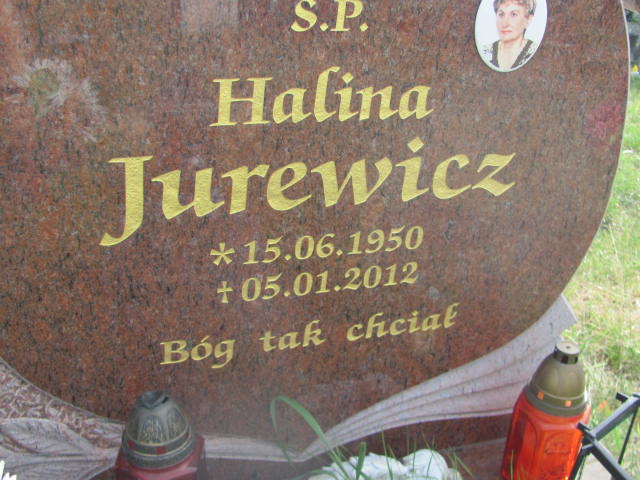 Ś.P.
Halina
Jurewicz
* 15.06.1950
† 05.01.2012
Bóg tak chciał